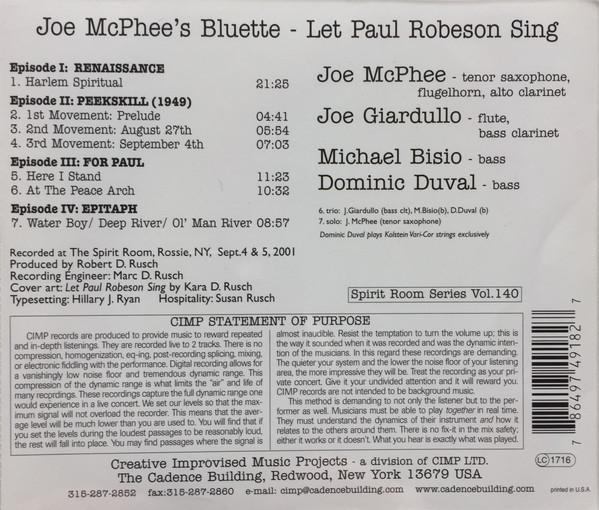 Joe McPhee's Bluette - Let Paul Robeson Sing
Episode I: RENAISSANCE
1. Harlem Spiritual 21:25
Episode II: PEEKSKILL (1949)
2. 1st Movement: Prelude 04:41
3. 2nd Movement: August 27th 05:54
4. 3rd Movement: September 4th 07:03
Episode III: FOR PAUL
5. Here I Stand 11:23
6. At The Peace Arch 10:32
Episode IV: EPITAPH
7. Water Boy/ Deep River/ Ol' Man River 08:57
Joe McPhee - tenor saxophone,
flugelhorn, alto clarinet
Joe Giardullo - flute,
bass clarinet
Michael Bisio - bass
Dominic Duval - bass
6. trio: J.Giardullo (bass clt), M.Bisio(b), D.Duval (b)
7. solo: J. McPhee (tenor saxophone)
Dominic Duval plays Kolstein Vari-Cor strings exclusively
Recorded at The Spirit Room, Rossie, NY, Sept.4 & 5, 2001
Produced by Robert D. Rusch
Recording Engineer: Marc D. Rusch
Cover art: Let Paul Robeson Sing by Kara D. Rusch
Typesetting: Hillary J. Ryan Hospitality: Susan Rusch
Spirit Room Series Vol.140
CIMP STATEMENT OF PURPOSE
CIMP records are produced to provide music to reward repeated
and in-depth listenings. They are recorded live to 2 tracks. There is no
compression, homogenization, eq-ing, post-recording splicing, mixing,
or electronic fiddling with the performance. Digital recording allows for
a vanishingly low noise floor and tremendous dynamic range. This
compression of the dynamic range is what limits the "air" and life of
many recordings. These recordings capture the full dynamic range one
would experience in a live concert. We set our levels so that the max-
imum signal will not overload the recorder. This means that the aver-
age level will be much lower than you are used to. You will find that if
you set the levels during the loudest passages to be reasonably loud,
the rest will fall into place. You may find passages where the signal is
almost inaudible. Resist the temptation to turn the volume up; this is
the way it sounded when it was recorded and was the dynamic inten-
tion of the musicians. In this regard these recordings are demanding.
The quieter your system and the lower the noise floor of your listening
area, the more impressive they will be. Treat the recording as your pri-
vate concert. Give it your undivided attention and it will reward you.
CIMP records are not intended to be background music.
This method is demanding to not only the listener but to the per-
former as well. Musicians must be able to play together in real time.
They must understand the dynamics of their instrument and how it
relates to the others around them. There is no fix-it in the mix safety;
either it works or it doesn't. What you hear is exactly what was played.
7 86497 49182 7
LC 1716
Creative Improvised Music Projects - a division of CIMP LTD.
The Cadence Building, Redwood, New York 13679 USA
315-287-2852 fax:315-287-2860 e-mail: cimp@cadencebuilding.com www.cadencebuilding.com
printed in U.S.A.